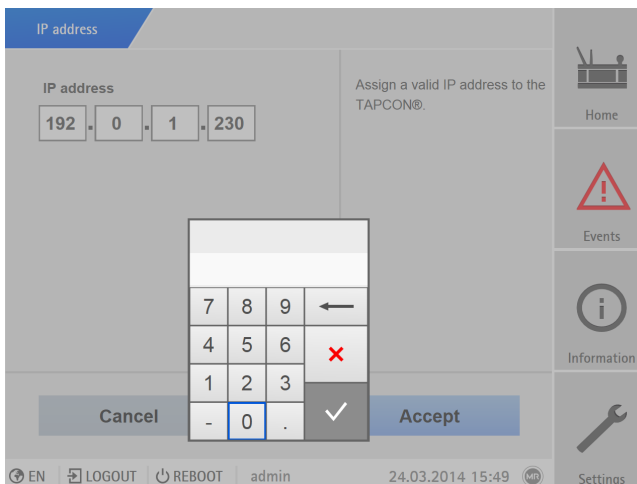 IP address
IP address
192 . 0 . 1 . 230
Assign a valid IP address to the
TAPCON®.
7 8 9
4 5 6
1 2 3
- 0 .
Cancel
Accept
EN LOGOUT REBOOT admin 24.03.2014 15:49 MR
Home
Events
Information
Settings